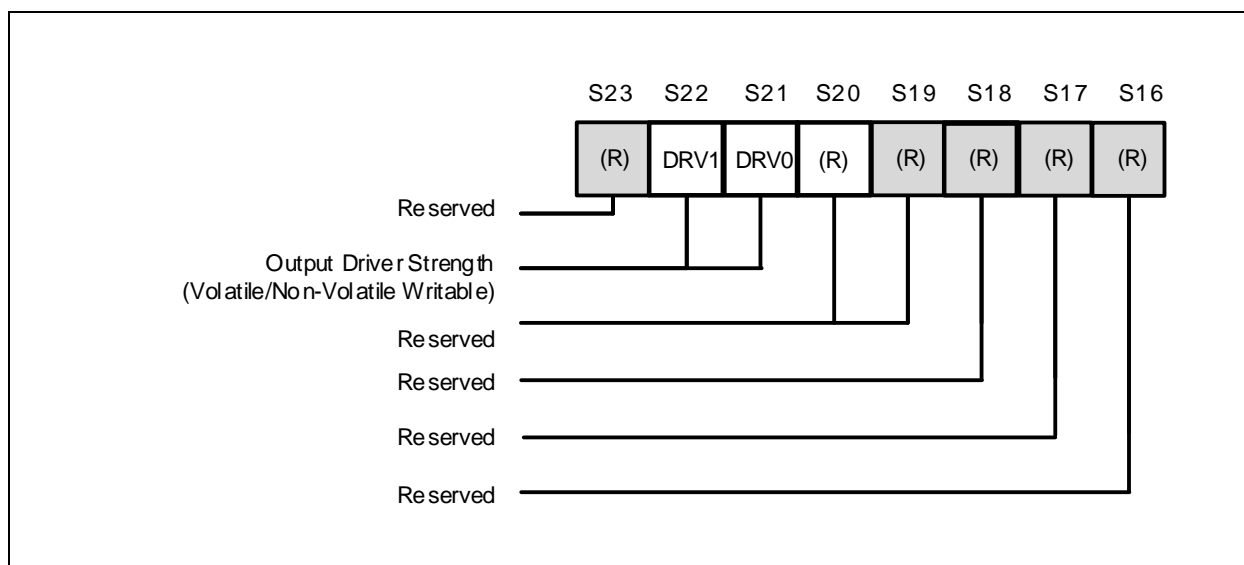 S23 S22 S21 S20 S19 S18 S17 S16
(R) DRV1 DRV0 (R) (R) (R) (R) (R)
Reserved
Output Driver Strength
(Volatile/Non-Volatile Writable)
Reserved
Reserved
Reserved
Reserved